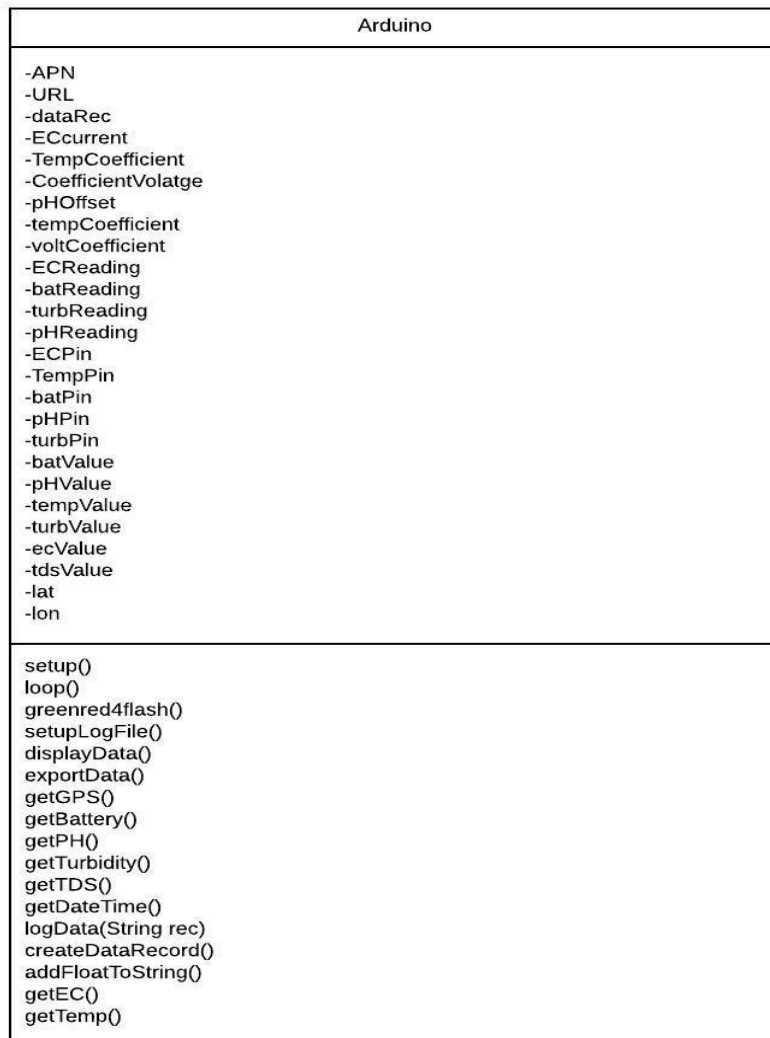 Arduino
-APN
-URL
-dataRec
-ECcurrent
-TempCoefficient
-CoefficientVolatge
-pHOffset
-tempCoefficient
-voltCoefficient
-ECReading
-batReading
-turbReading
-pHReading
-ECPin
-TempPin
-batPin
-pHPin
-turbPin
-batValue
-pHValue
-tempValue
-turbValue
-ecValue
-tdsValue
-lat
-lon
setup()
loop()
greenred4flash()
setupLogFile()
displayData()
exportData()
getGPS()
getBattery()
getPH()
getTurbidity()
getTDS()
getDateTime()
logData(String rec)
createDataRecord()
addFloatToString()
getEC()
getTemp()